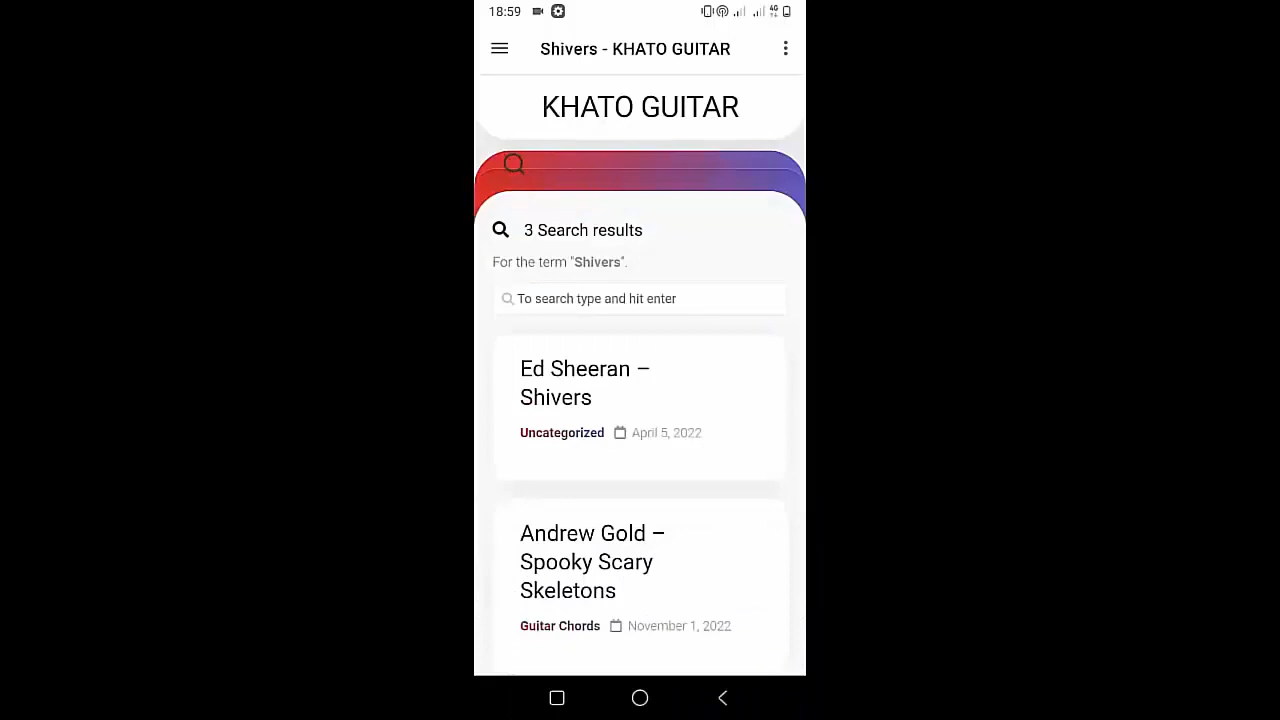 18:59
4G
Shivers - KHATO GUITAR
KHATO GUITAR
3 Search results
For the term "Shivers".
To search type and hit enter
Ed Sheeran –
Shivers
Uncategorized April 5, 2022
Andrew Gold –
Spooky Scary
Skeletons
Guitar Chords November 1, 2022